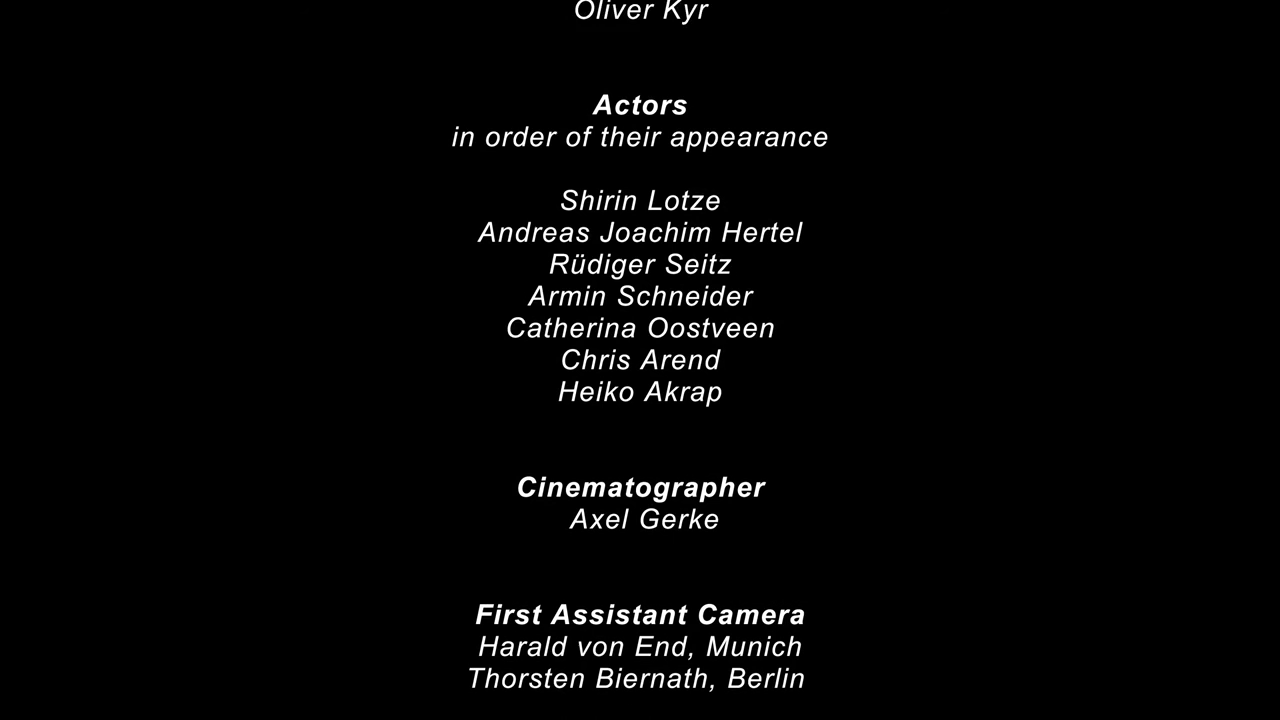 Oliver Kyr
Actors
in order of their appearance
Shirin Lotze
Andreas Joachim Hertel
Rüdiger Seitz
Armin Schneider
Catherina Oostveen
Chris Arend
Heiko Akrap
Cinematographer
Axel Gerke
First Assistant Camera
Harald von End, Munich
Thorsten Biernath, Berlin